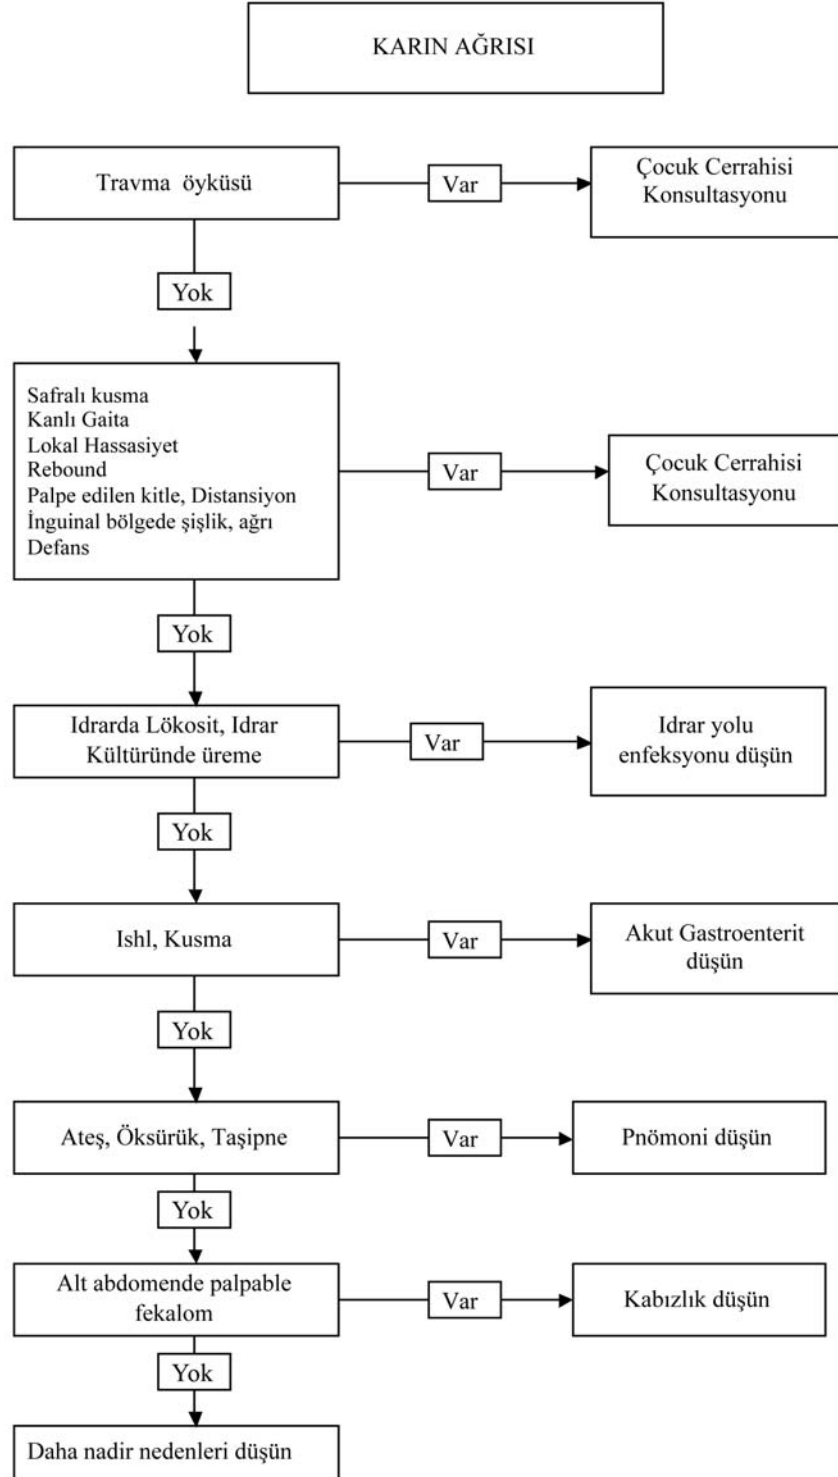 KARIN AĞRISI
Travma öyküsü
Var
Çocuk Cerrahisi
Konsultasyonu
Yok
Safralı kusma
Kanlı Gaita
Lokal Hassasiyet
Rebound
Palpe edilen kitle, Distansiyon
İnguinal bölgede şişlik, ağrı
Defans
Var
Çocuk Cerrahisi
Konsultasyonu
Yok
Idrarda Lökosit, Idrar
Kültüründe üreme
Var
Idrar yolu
enfeksyonu düşün
Yok
Ishl, Kusma
Var
Akut Gastroenterit
düşün
Yok
Ateş, Öksürük, Taşipne
Var
Pnömoni düşün
Yok
Alt abdomende palpable
fekalom
Var
Kabızlık düşün
Yok
Daha nadir nedenleri düşün